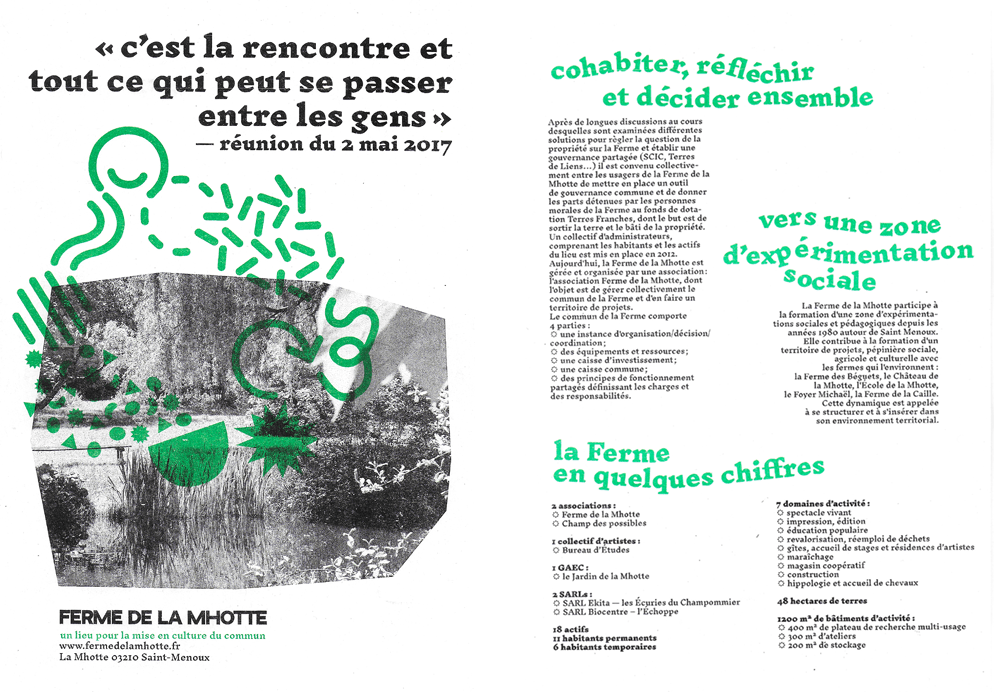 « c'est la rencontre et
tout ce qui peut se passer
entre les gens »
— réunion du 2 mai 2017
FERME DE LA MHOTTE
un lieu pour la mise en culture du commun
www.fermedelamhotte.fr
La Mhotte 03210 Saint-Menoux
cohabiter, réfléchir
et décider ensemble
Après de longues discussions au cours
desquelles sont examinées différentes
solutions pour règler la question de la
propriété sur la Ferme et établir une
gouvernance partagée (SCIC, Terres
de Liens…) il est convenu collective-
ment entre les usagers de la Ferme de la
Mhotte de mettre en place un outil
de gouvernance commune et de donner
les parts détenues par les personnes
morales de la Ferme au fonds de dota-
tion Terres Franches, dont le but est de
sortir la terre et le bâti de la propriété.
Un collectif d'administrateurs,
comprenant les habitants et les actifs
du lieu est mis en place en 2012.
Aujourd'hui, la Ferme de la Mhotte est
gérée et organisée par une association :
l'association Ferme de la Mhotte, dont
l'objet est de gérer collectivement le
commun de la Ferme et d'en faire un
territoire de projets.
Le commun de la Ferme comporte
4 parties :
○ une instance d'organisation/décision/
coordination ;
○ des équipements et ressources ;
○ une caisse d'investissement ;
○ une caisse commune ;
○ des principes de fonctionnement
partagés définissant les charges et
des responsabilités.
vers une zone
d'expérimentation
sociale
La Ferme de la Mhotte participe à
la formation d'une zone d'expérimenta-
tions sociales et pédagogiques depuis les
années 1980 autour de Saint Menoux.
Elle contribue à la formation d'un
territoire de projets, pépinière sociale,
agricole et culturelle avec
les fermes qui l'environnent :
la Ferme des Béguets, le Château de
la Mhotte, l'École de la Mhotte,
le Foyer Michaël, la Ferme de la Caille.
Cette dynamique est appelée
à se structurer et à s'insérer dans
son environnement territorial.
la Ferme
en quelques chiffres
2 associations :
○ Ferme de la Mhotte
○ Champ des possibles
1 collectif d'artistes :
○ Bureau d'Études
1 GAEC :
○ le Jardin de la Mhotte
2 SARLs :
○ SARL Ekita — les Écuries du Champommier
○ SARL Biocentre – l'Échoppe
18 actifs
11 habitants permanents
6 habitants temporaires
7 domaines d'activité :
○ spectacle vivant
○ impression, édition
○ éducation populaire
○ revalorisation, réemploi de déchets
○ gîtes, accueil de stages et résidences d'artistes
○ maraîchage
○ magasin coopératif
○ construction
○ hippologie et accueil de chevaux
48 hectares de terres
1200 m² de bâtiments d'activité :
○ 400 m² de plateau de recherche multi-usage
○ 300 m² d'ateliers
○ 200 m² de stockage